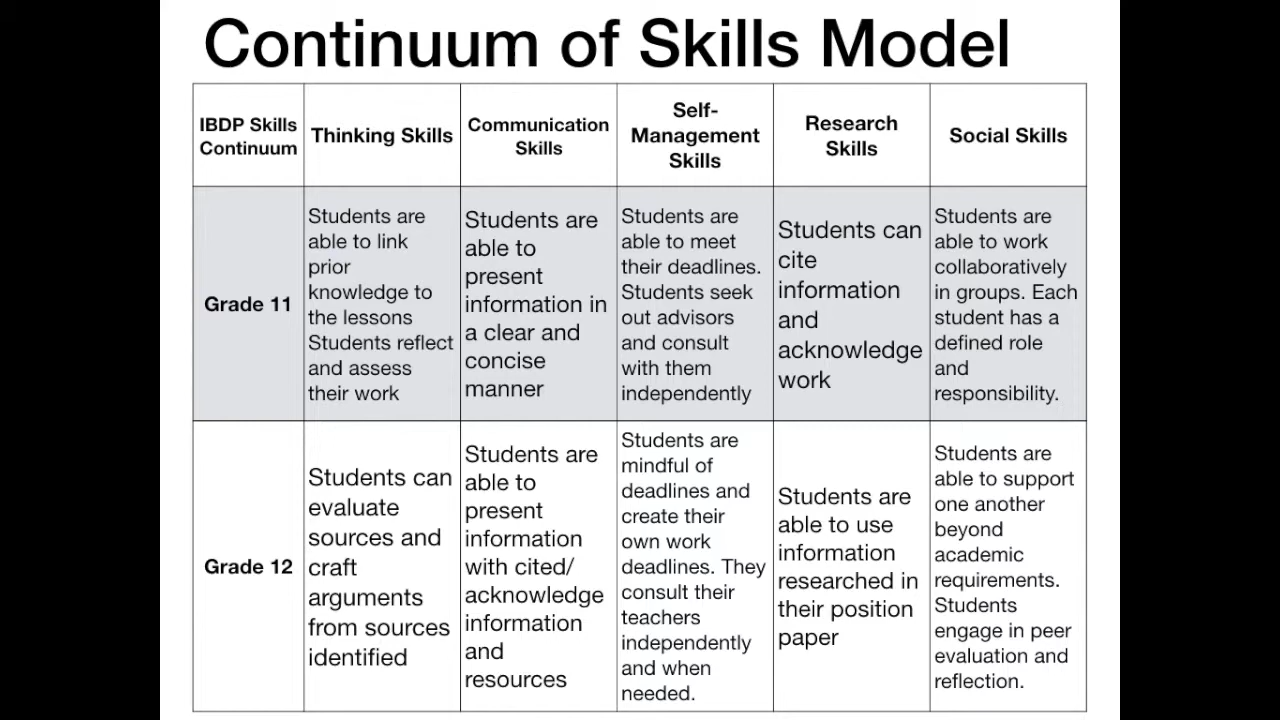 Continuum of Skills Model
IBDP Skills
Continuum
Thinking Skills
Communication
Skills
Self-
Management
Skills
Research
Skills
Social Skills
Grade 11
Students are
able to link
prior
knowledge to
the lessons
Students reflect
and assess
their work
Students are
able to
present
information in
a clear and
concise
manner
Students are
able to meet
their deadlines.
Students seek
out advisors
and consult
with them
independently
Students can
cite
information
and
acknowledge
work
Students are
able to work
collaboratively
in groups. Each
student has a
defined role
and
responsibility.
Grade 12
Students can
evaluate
sources and
craft
arguments
from sources
identified
Students are
able to
present
information
with cited/
acknowledge
information
and
resources
Students are
mindful of
deadlines and
create their
own work
deadlines. They
consult their
teachers
independently
and when
needed.
Students are
able to use
information
researched in
their position
paper
Students are
able to support
one another
beyond
academic
requirements.
Students
engage in peer
evaluation and
reflection.